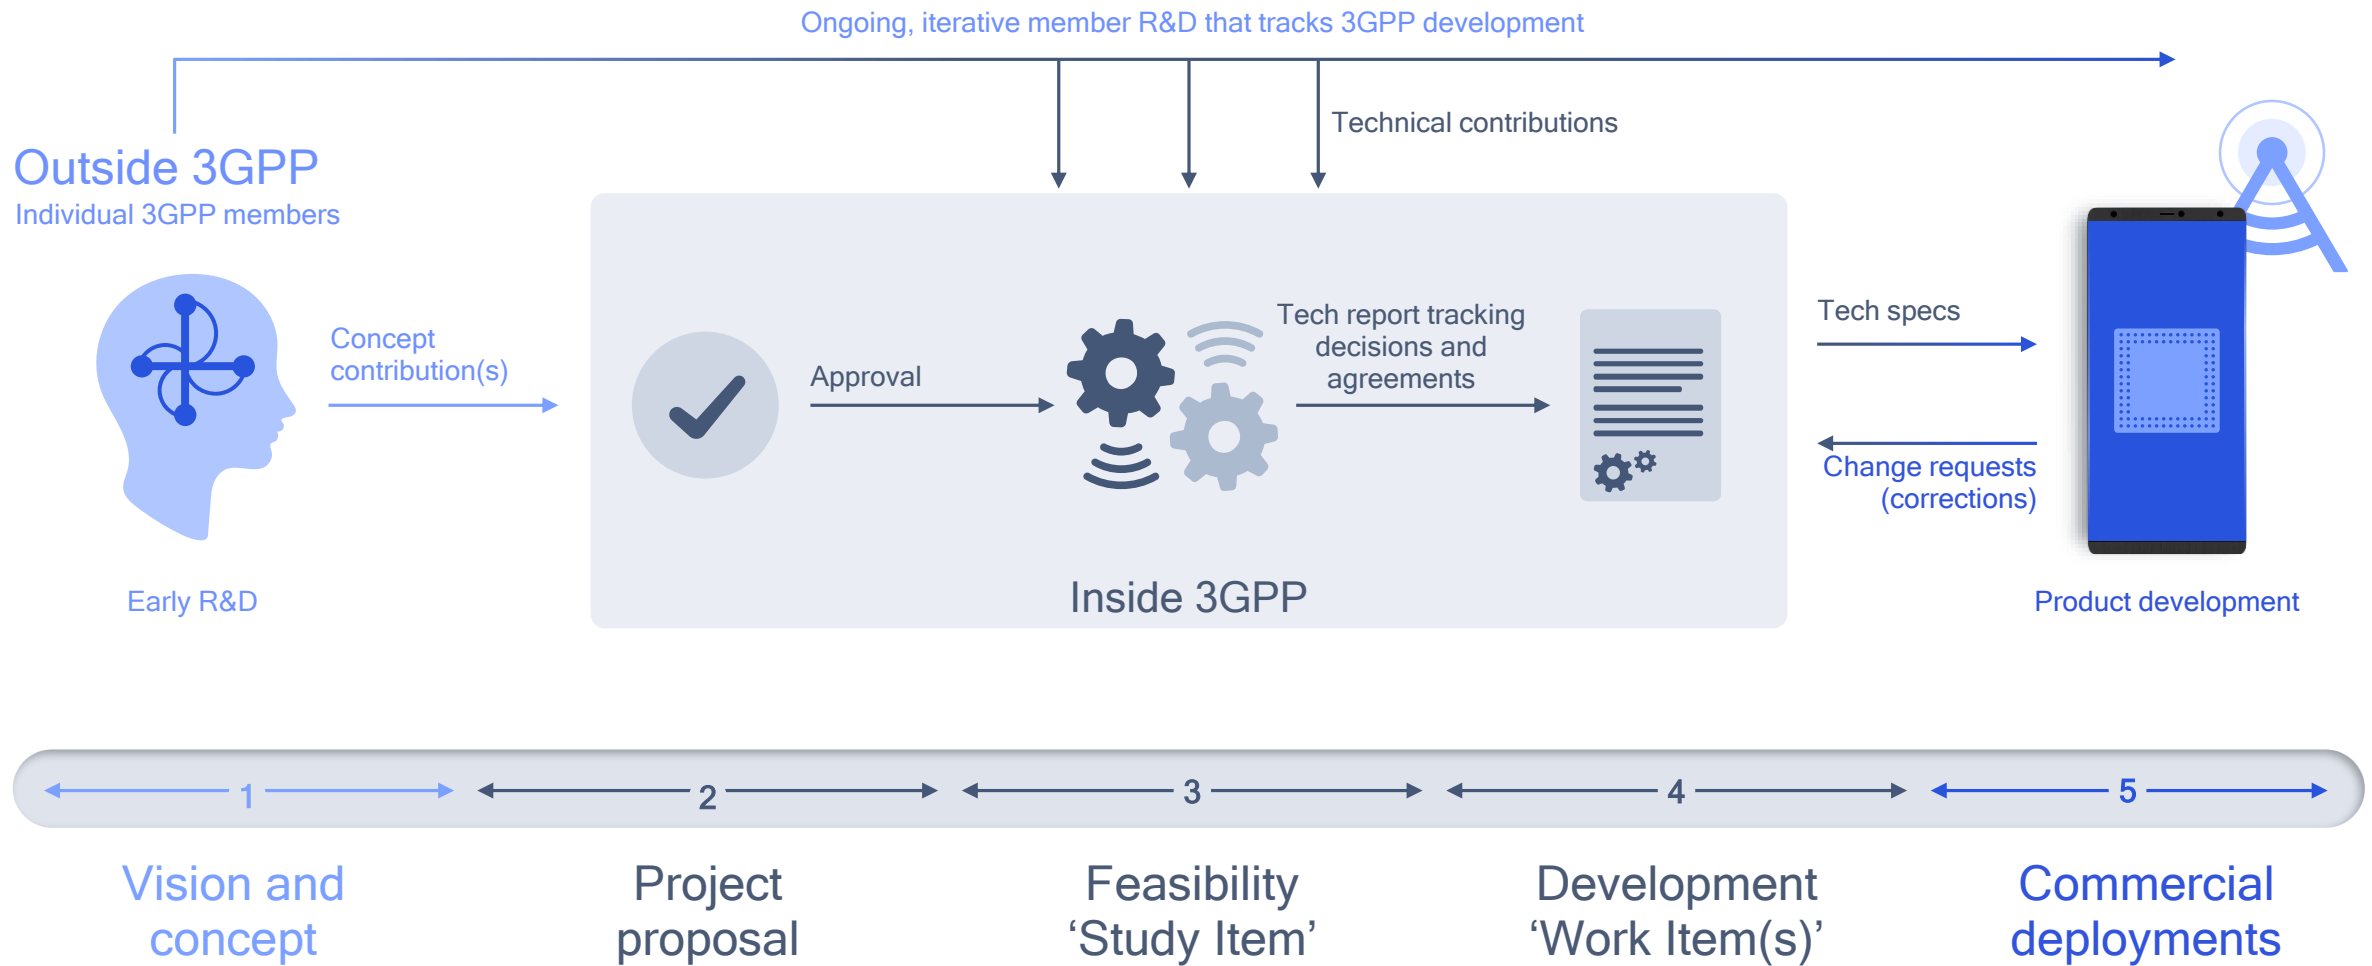 Ongoing, iterative member R&D that tracks 3GPP development
Technical contributions
Outside 3GPP
Individual 3GPP members
Concept
contribution(s)
Early R&D
Approval
Tech report tracking
decisions and
agreements
Inside 3GPP
Tech specs
Change requests
(corrections)
Product development
1
2
3
4
5
Vision and
concept
Project
proposal
Feasibility
‘Study Item’
Development
‘Work Item(s)’
Commercial
deployments